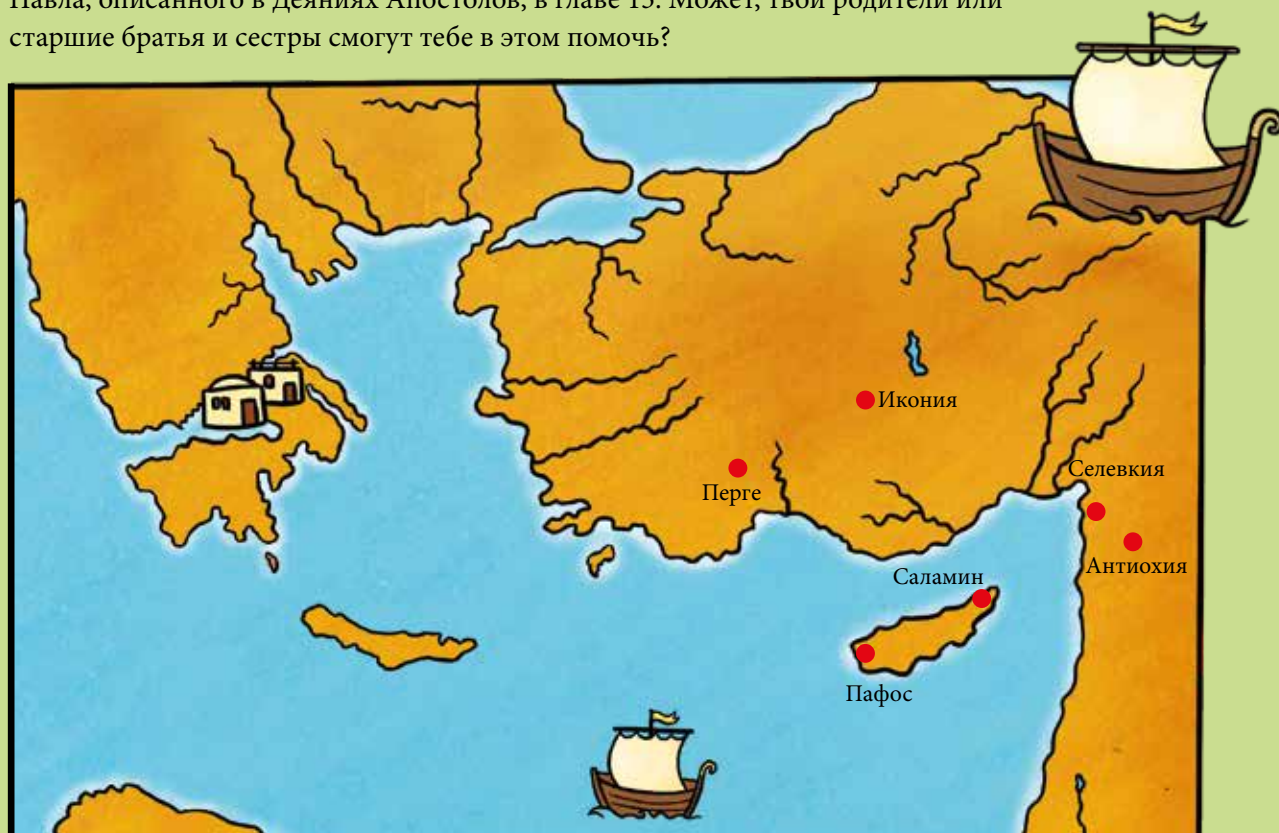 Павла, описанного в Деяниях Апостолов, в главе 13. Может, твои родители или
старшие братья и сестры смогут тебе в этом помочь?
Икония
Селевкия
Перге
Антиохия
Саламин
Пафос